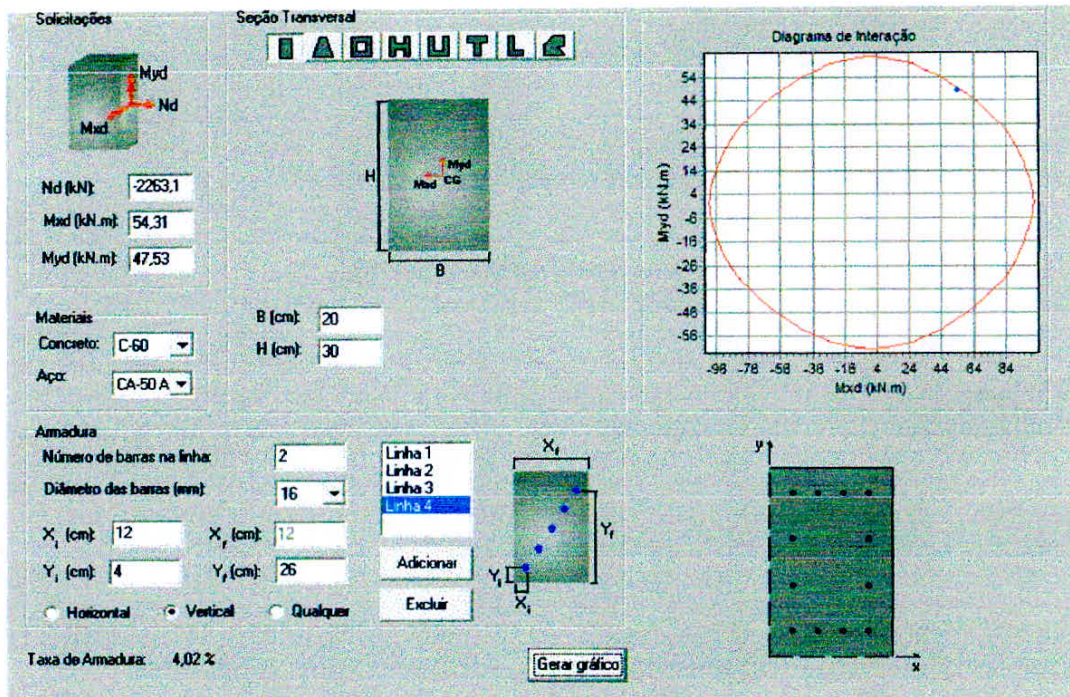 Solicitações
Myd
Nd
Mxd
Nd (kN): -2263,1
Mxd (kN.m): 54,31
Myd (kN.m): 47,53
Materiais
Concreto: C-60
Aço: CA-50 A
Seção Transversal
H
Myd
Mxd
CG
B
B (cm): 20
H (cm): 30
Diagrama de Interação
Myd (kN.m)
54
44
34
24
14
4
-6
-16
-26
-36
-46
-56
-96 -76 -56 -36 -16 4 24 44 64 84
Mxd (kN.m)
Armadura
Número de barras na linha: 2
Diâmetro das barras (mm): 16
Xi (cm): 12 Xf (cm): 12
Yi (cm): 4 Yf (cm): 26
Horizontal Vertical Qualquer
Linha 1
Linha 2
Linha 3
Linha 4
Adicionar
Excluir
Xf
Yf
Yi
Xi
y
x
Taxa de Armadura: 4,02 %
Gerar gráfico